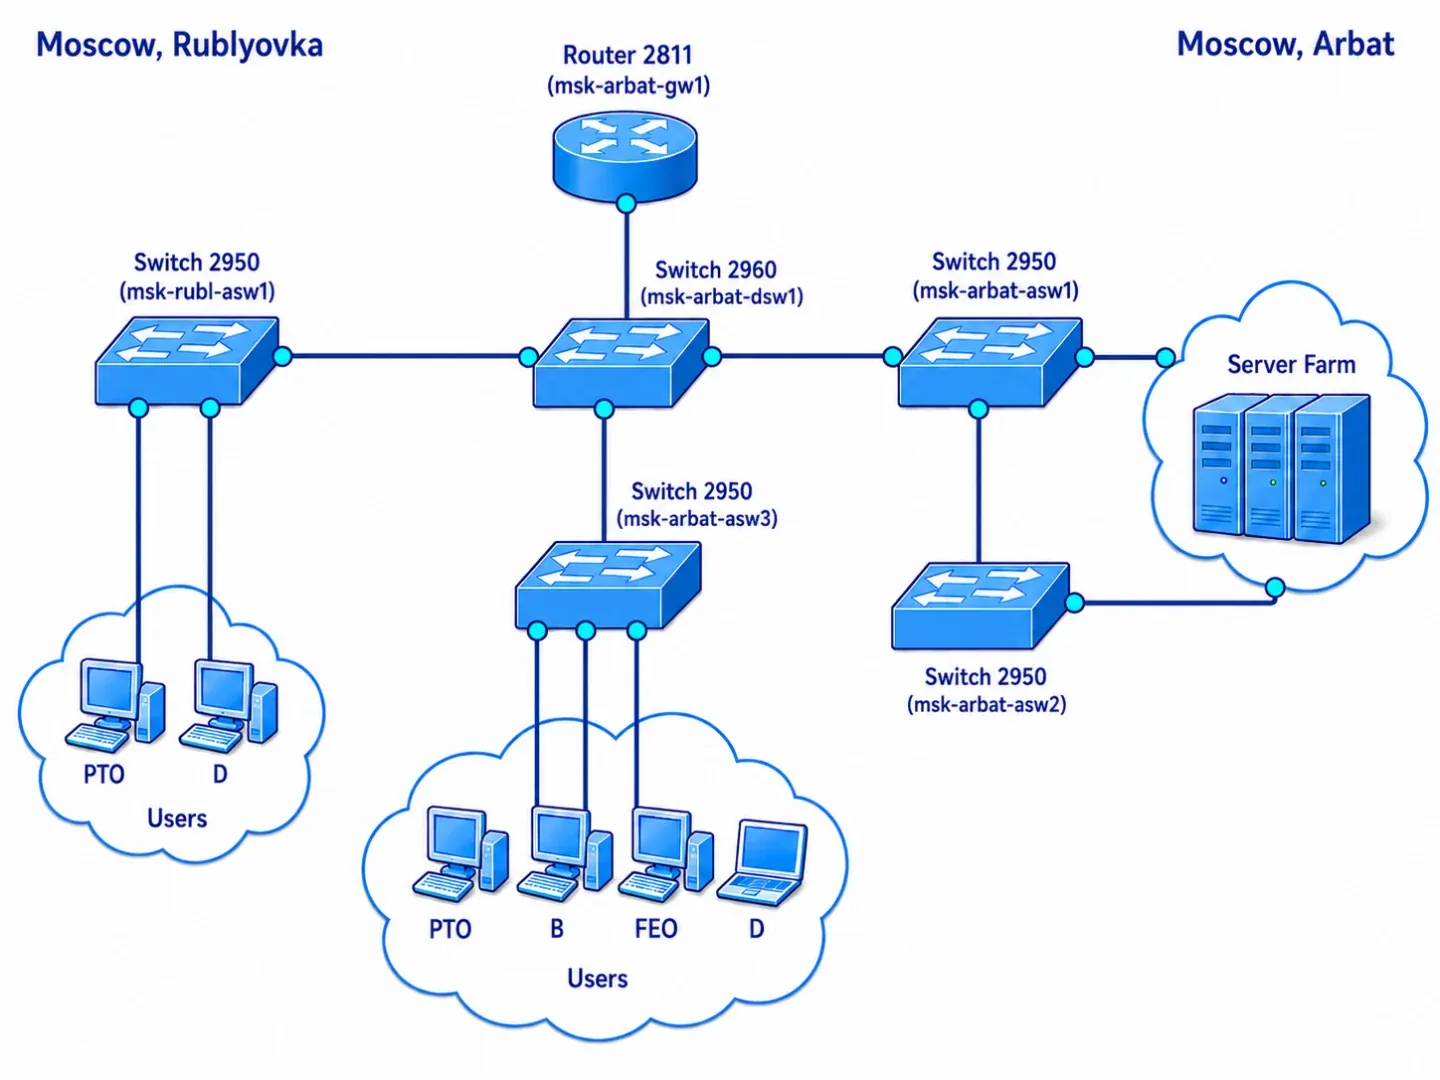 Moscow, Rublyovka
Router 2811
(msk-arbat-gw1)
Moscow, Arbat
Switch 2950
(msk-rubl-asw1)
Switch 2960
(msk-arbat-dsw1)
Switch 2950
(msk-arbat-asw1)
Server Farm
Switch 2950
(msk-arbat-asw3)
Switch 2950
(msk-arbat-asw2)
PTO
D
Users
PTO
B
FEO
D
Users